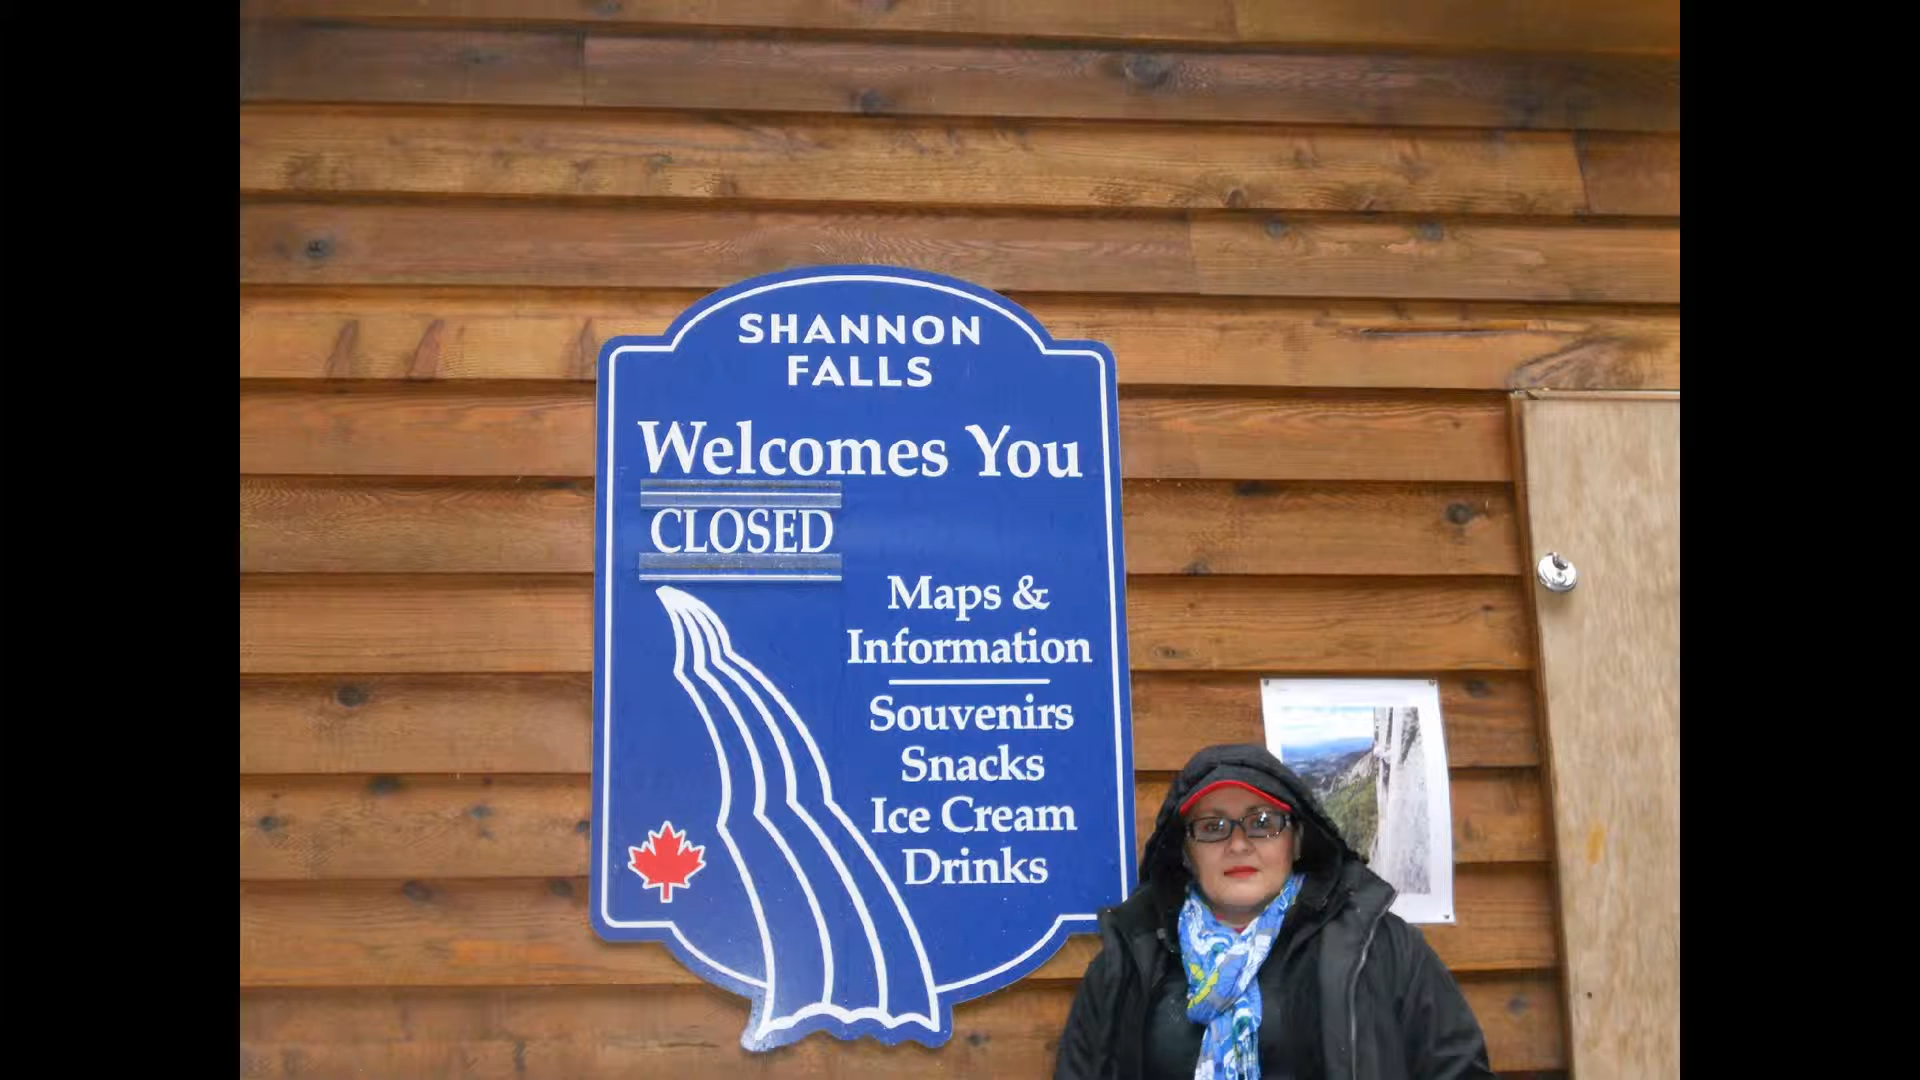 SHANNON
FALLS
Welcomes You
CLOSED
Maps &
Information
Souvenirs
Snacks
Ice Cream
Drinks